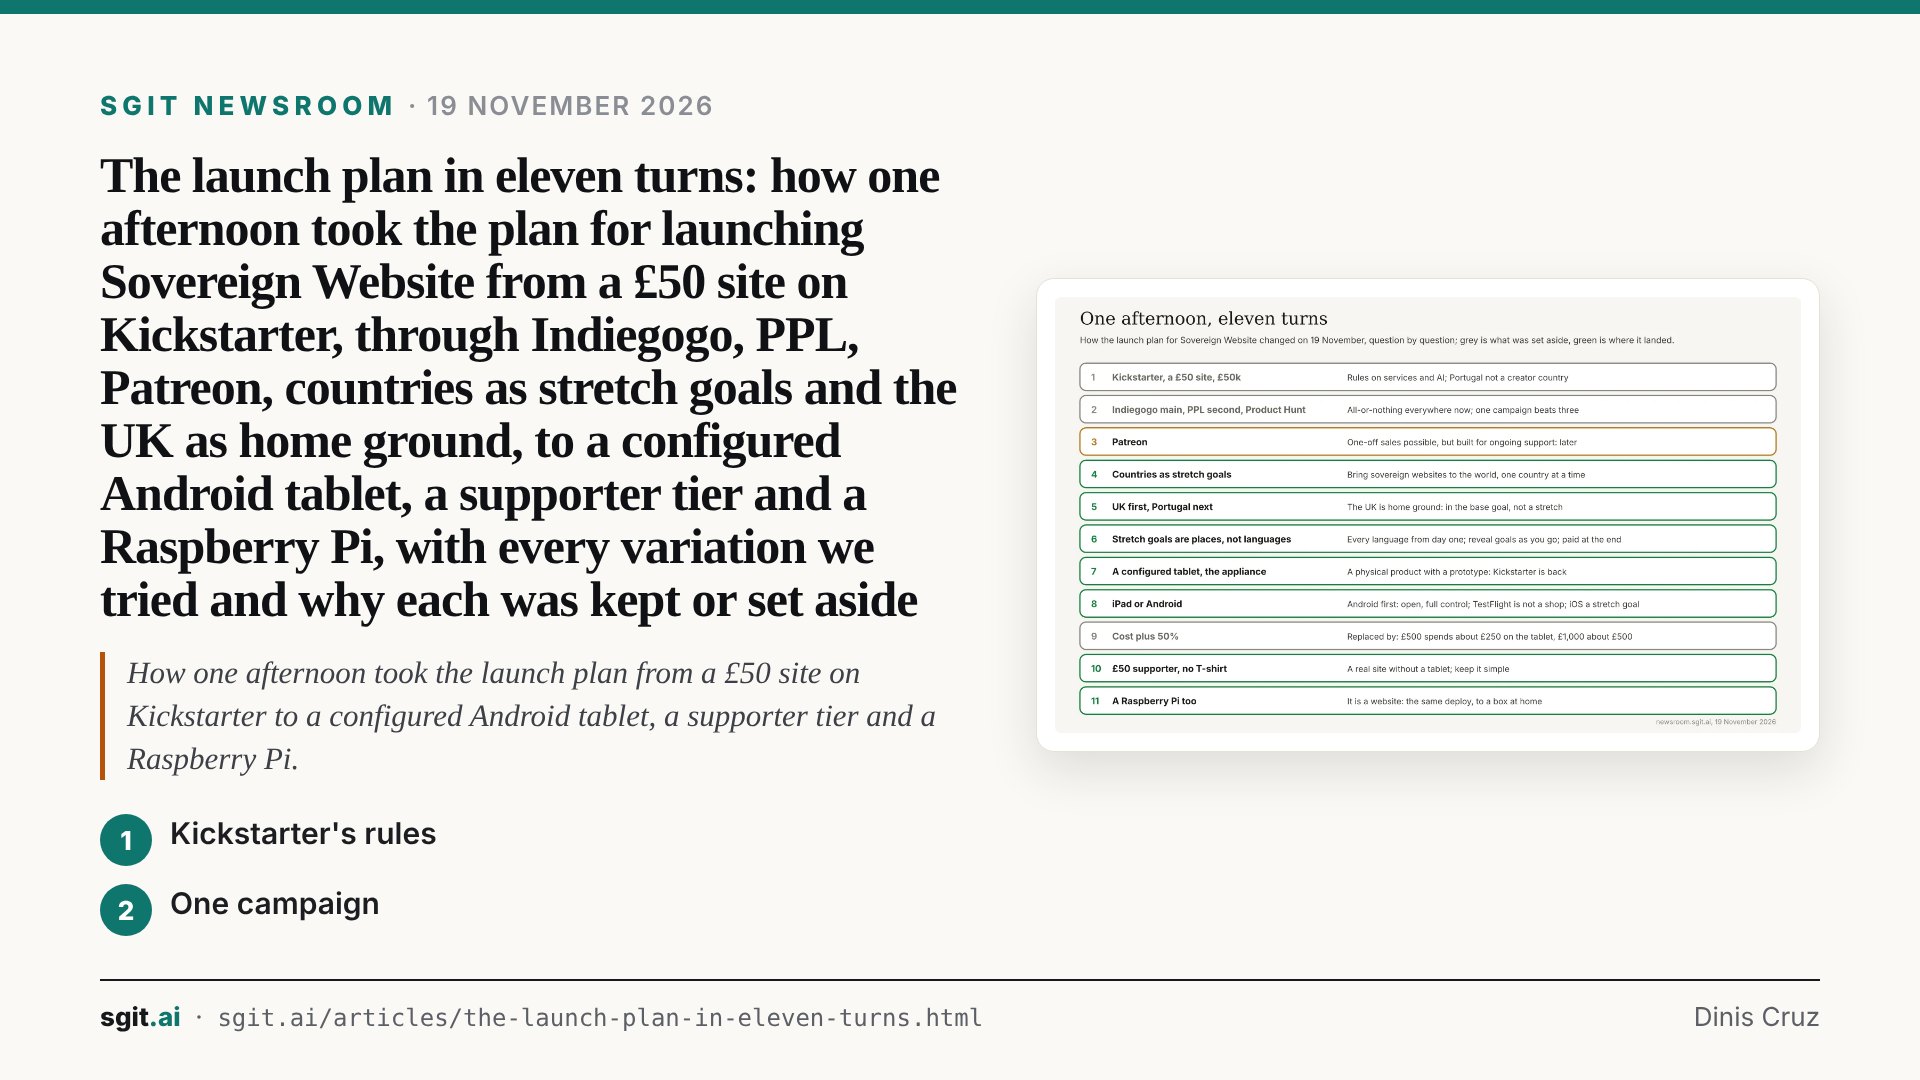 SGIT NEWSROOM · 19 NOVEMBER 2026
The launch plan in eleven turns: how one
afternoon took the plan for launching
Sovereign Website from a £50 site on
Kickstarter, through Indiegogo, PPL,
Patreon, countries as stretch goals and the
UK as home ground, to a configured
Android tablet, a supporter tier and a
Raspberry Pi, with every variation we
tried and why each was kept or set aside
How one afternoon took the launch plan from a £50 site on
Kickstarter to a configured Android tablet, a supporter tier and a
Raspberry Pi.
1 Kickstarter's rules
2 One campaign
One afternoon, eleven turns
How the launch plan for Sovereign Website changed on 19 November, question by question; grey is what was set aside, green is where it landed.
1 Kickstarter, a £50 site, £50k Rules on services and AI; Portugal not a creator country
2 Indiegogo main, PPL second, Product Hunt All-or-nothing everywhere now; one campaign beats three
3 Patreon One-off sales possible, but built for ongoing support: later
4 Countries as stretch goals Bring sovereign websites to the world, one country at a time
5 UK first, Portugal next The UK is home ground: in the base goal, not a stretch
6 Stretch goals are places, not languages Every language from day one; reveal goals as you go; paid at the end
7 A configured tablet, the appliance A physical product with a prototype: Kickstarter is back
8 iPad or Android Android first: open, full control; TestFlight is not a shop; iOS a stretch goal
9 Cost plus 50% Replaced by: £500 spends about £250 on the tablet, £1,000 about £500
10 £50 supporter, no T-shirt A real site without a tablet; keep it simple
11 A Raspberry Pi too It is a website: the same deploy, to a box at home
newsroom.sgit.ai, 19 November 2026
sgit.ai · sgit.ai/articles/the-launch-plan-in-eleven-turns.html
Dinis Cruz